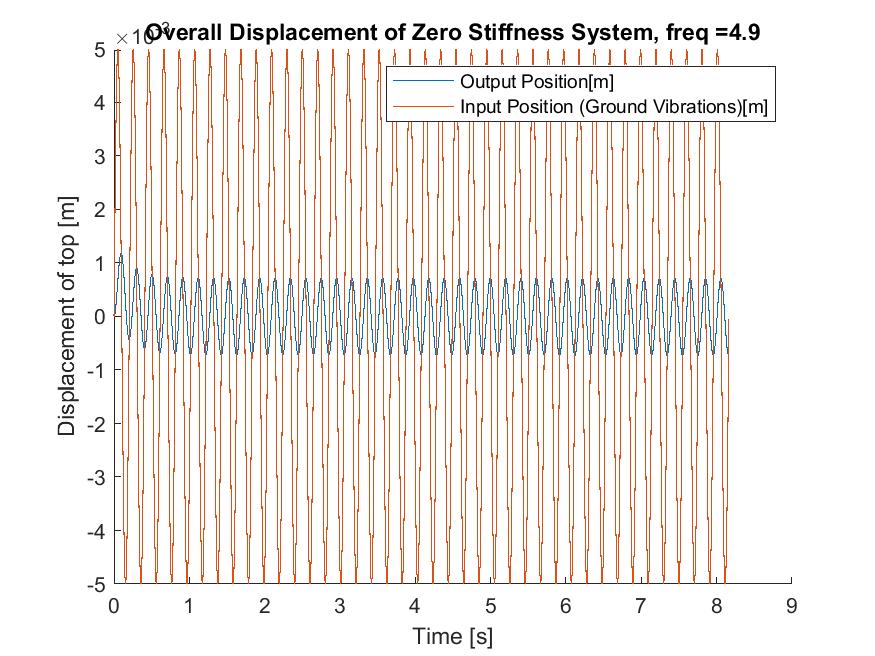 ×10-3
Overall Displacement of Zero Stiffness System, freq =4.9
Output Position[m]
Input Position (Ground Vibrations)[m]
Displacement of top [m]
5
4
3
2
1
0
-1
-2
-3
-4
-5
0 1 2 3 4 5 6 7 8 9
Time [s]